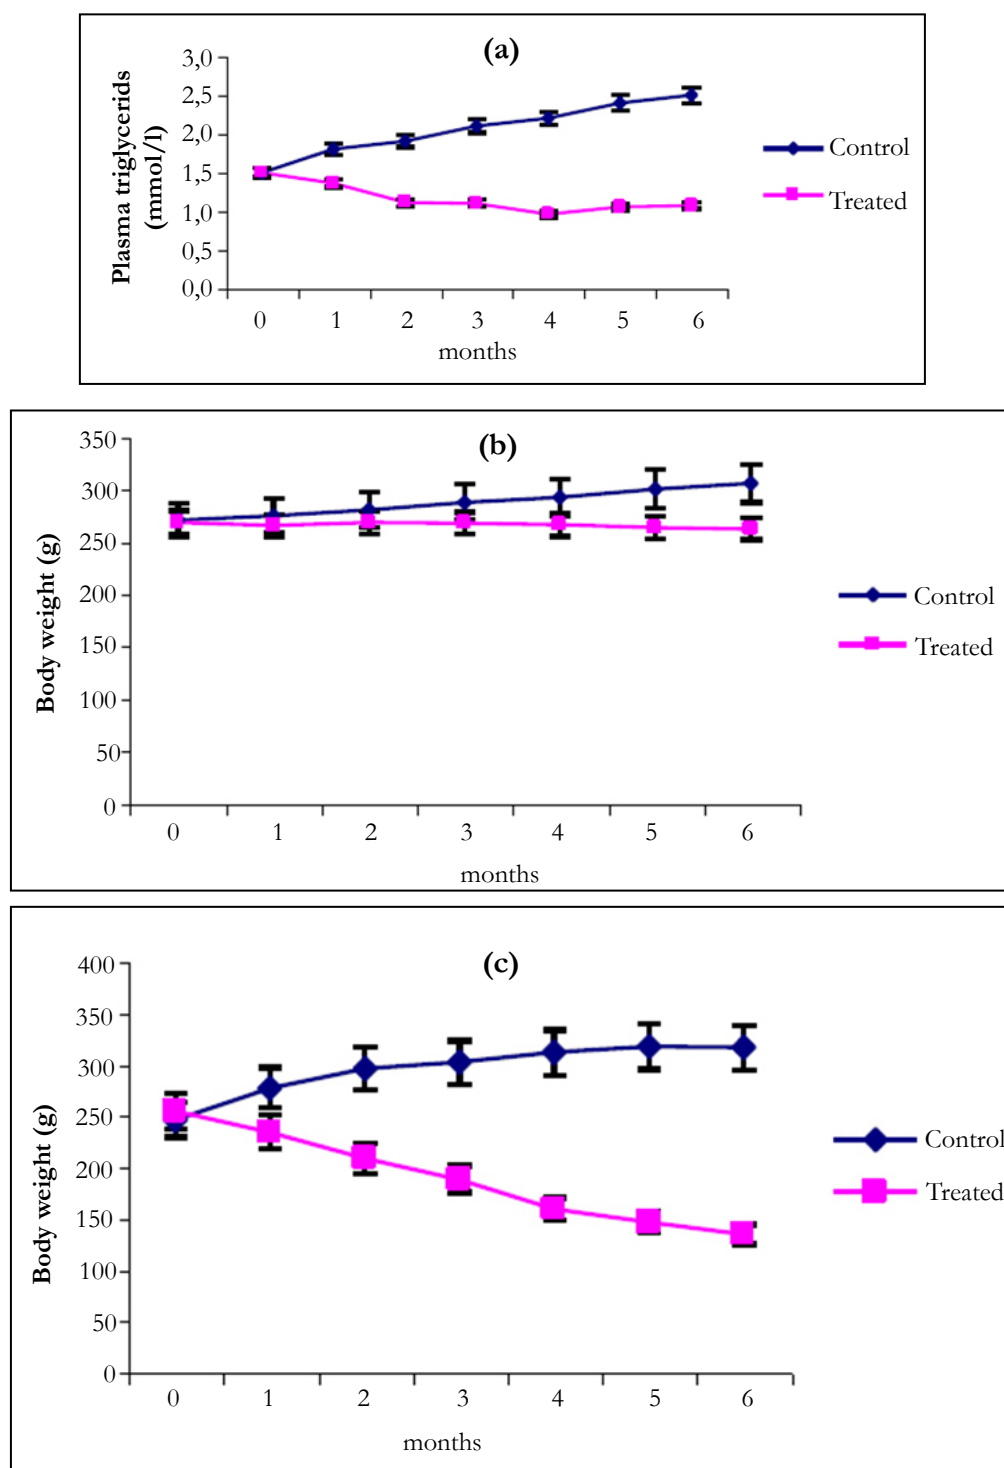 (a)
Plasma triglycerids
(mmol/l)
3,0
2,5
2,0
1,5
1,0
0,5
0,0
0 1 2 3 4 5 6
months
Control
Treated
(b)
Body weight (g)
350
300
250
200
150
100
50
0
0 1 2 3 4 5 6
months
Control
Treated
(c)
Body weight (g)
400
350
300
250
200
150
100
50
0
0 1 2 3 4 5 6
months
Control
Treated